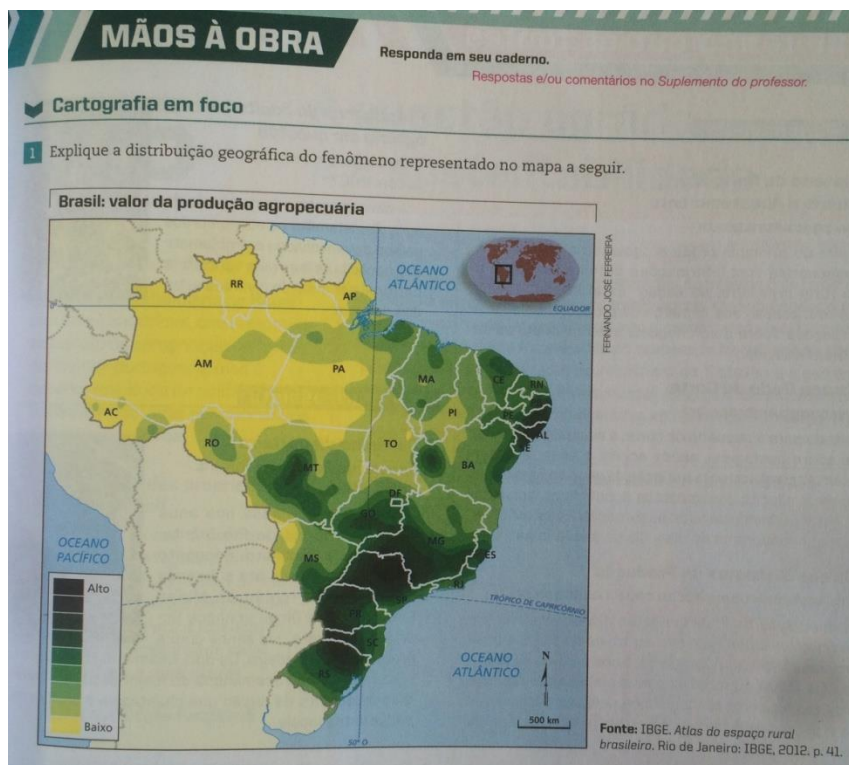 MÃOS À OBRA
Responda em seu caderno.
Respostas e/ou comentários no Suplemento do professor.
Cartografia em foco
1 Explique a distribuição geográfica do fenômeno representado no mapa a seguir.
Brasil: valor da produção agropecuária
OCEANO
ATLÂNTICO
EQUADOR
FERNANDO JOSÉ FERREIRA
RR
AP
AM
PA
MA
CE
RN
AC
PI
PE
AL
SE
RO
TO
BA
MT
DF
GO
MG
ES
MS
RJ
SP
PR
SC
RS
OCEANO
PACÍFICO
TRÓPICO DE CAPRICÓRNIO
Alto
Baixo
OCEANO
ATLÂNTICO
N
500 km
50° O
Fonte: IBGE. Atlas do espaço rural
brasileiro. Rio de Janeiro: IBGE, 2012. p. 41.